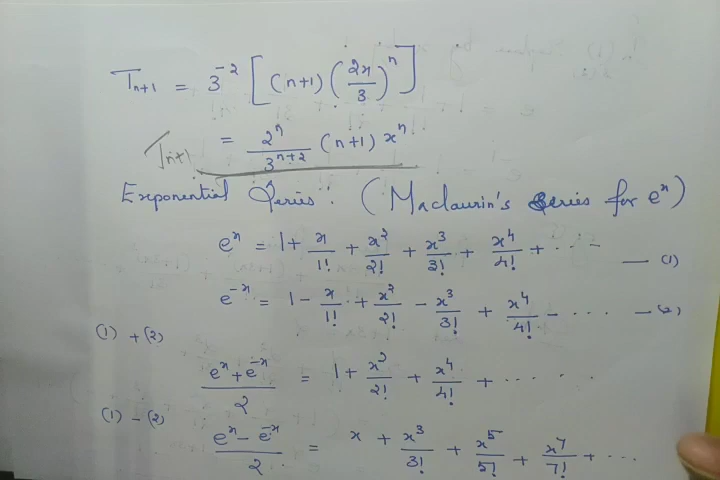 T_{n+1} = 3^{-2} [ (n+1) (2x/3)^n ]
T_{n+1} = 2^n/3^{n+2} (n+1) x^n
Exponential Series : ( Maclaurin's Series for e^x )
e^x = 1 + x/1! + x^2/2! + x^3/3! + x^4/4! + ..... — (1)
e^{-x} = 1 - x/1! + x^2/2! - x^3/3! + x^4/4! - .... — (2)
(1) + (2)
(e^x + e^{-x})/2 = 1 + x^2/2! + x^4/4! + ......
(1) - (2)
(e^x - e^{-x})/2 = x + x^3/3! + x^5/5! + x^7/7! + ...